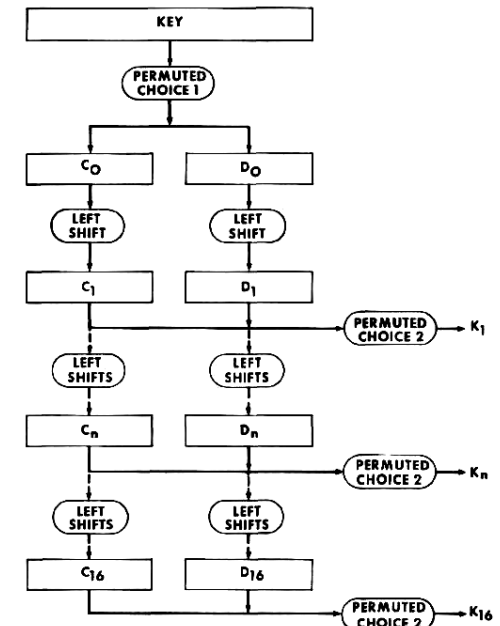 KEY
PERMUTED
CHOICE 1
C0 D0
LEFT LEFT
SHIFT SHIFT
C1 D1
PERMUTED
CHOICE 2 K1
LEFT LEFT
SHIFTS SHIFTS
Cn Dn
PERMUTED
CHOICE 2 Kn
LEFT LEFT
SHIFTS SHIFTS
C16 D16
PERMUTED
CHOICE 2 K16